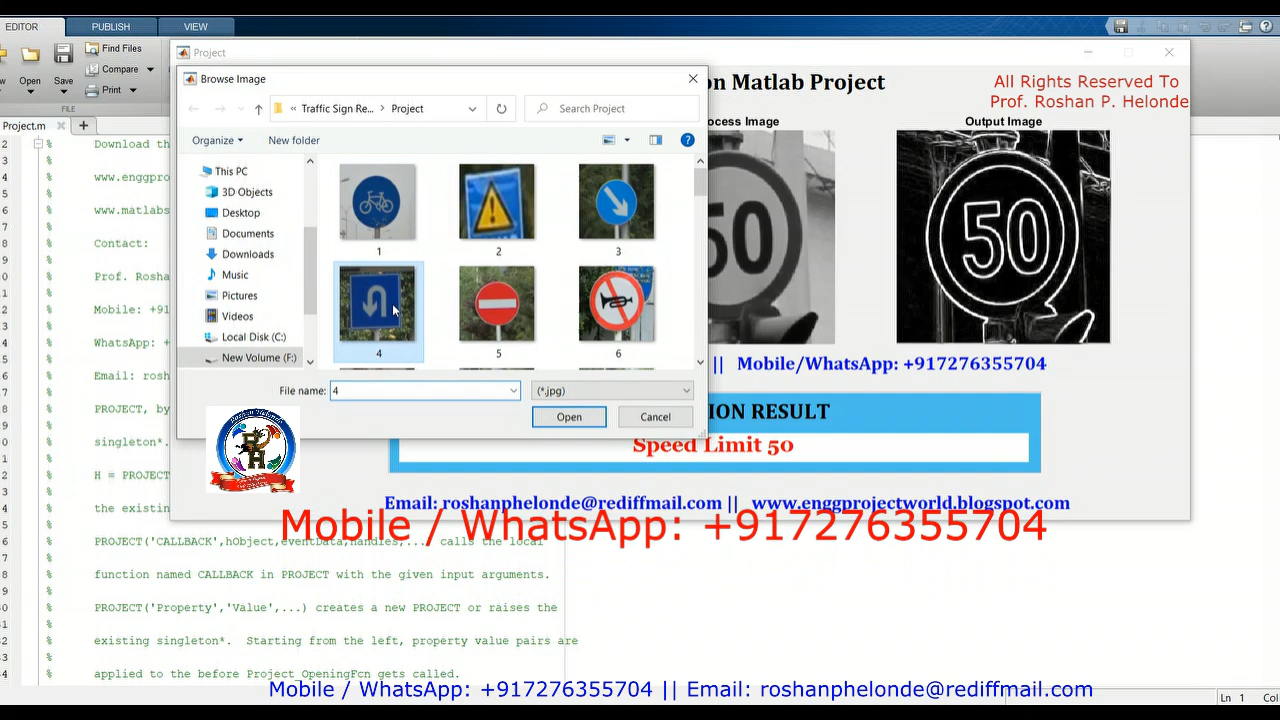 EDITOR
PUBLISH
VIEW
Open
Save
Find Files
Compare
Print
FILE
Project.m
Project
on Matlab Project
All Rights Reserved To
Prof. Roshan P. Helonde
Output Image
50
50
Browse Image
Traffic Sign Re...
Project
Search Project
Organize
New folder
This PC
3D Objects
Desktop
Documents
Downloads
Music
Pictures
Videos
Local Disk (C:)
New Volume (F:)
1
2
3
4
5
6
File name:
4
(*.jpg)
Open
Cancel
|| Mobile/WhatsApp: +917276355704
ION RESULT
Speed Limit 50
Email: roshanphelonde@rediffmail.com || www.enggprojectworld.blogspot.com
Mobile / WhatsApp: +917276355704
% Download th
% www.enggp
% www.matlabs
% Contact:
% Prof. Rosha
% Mobile: +9
% WhatsApp: +
% Email: rosh
% PROJECT, by
% singleton*.
% H = PROJECT
% the existing
% PROJECT('CALLBACK',hObject,eventData,handles,...) calls the local
% function named CALLBACK in PROJECT with the given input arguments.
% PROJECT('Property','Value',...) creates a new PROJECT or raises the
% existing singleton*. Starting from the left, property value pairs are
% applied to the before Project_OpeningFcn gets called.
Mobile / WhatsApp: +917276355704 || Email: roshanphelonde@rediffmail.com
Ln 1 Col